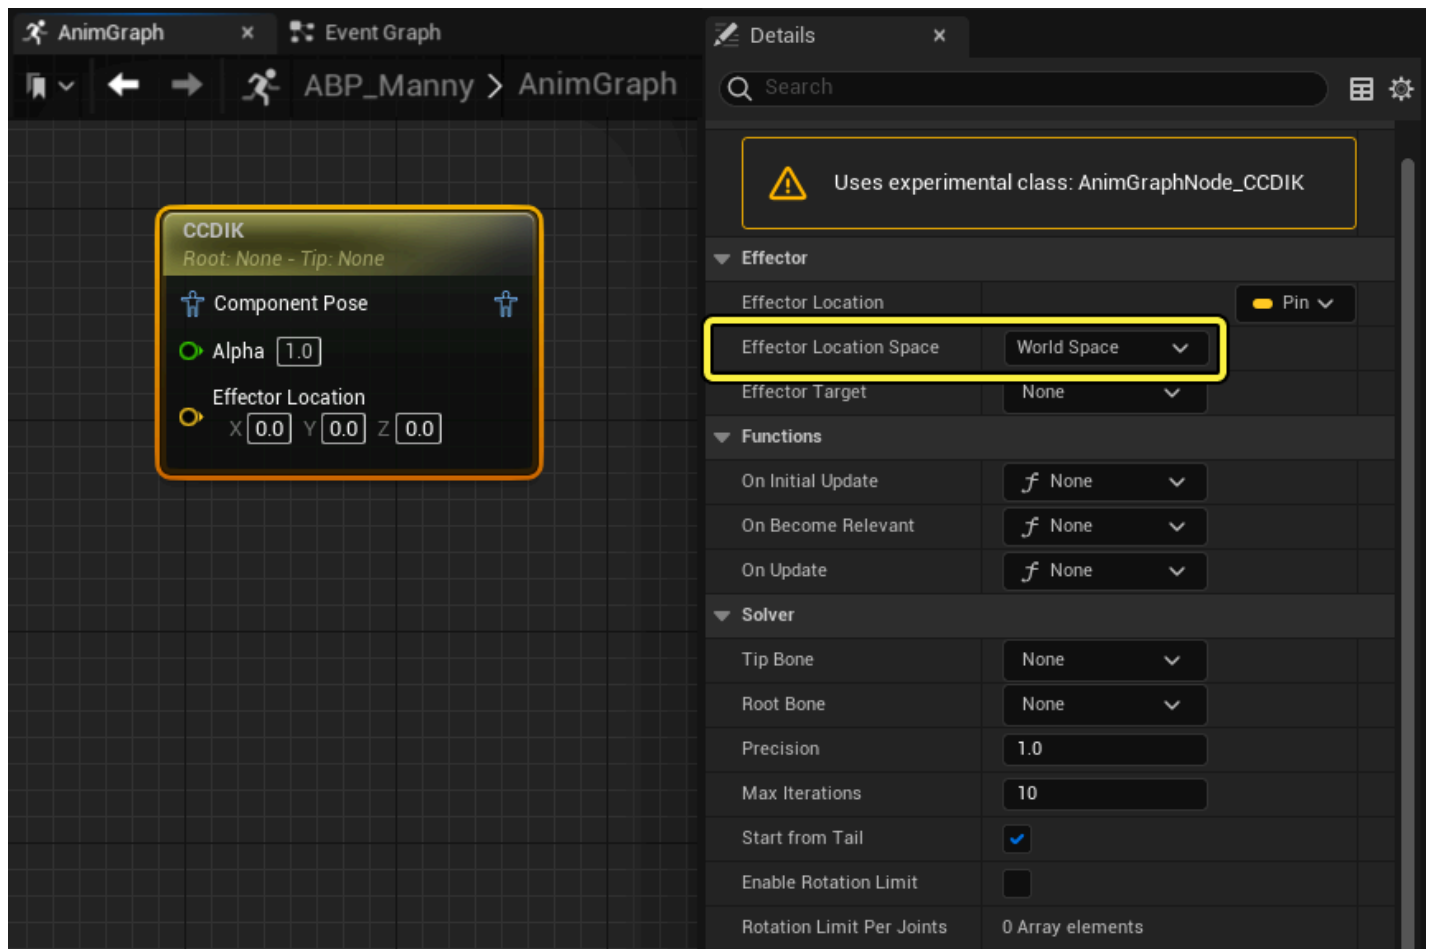 AnimGraph
Event Graph
ABP_Manny > AnimGraph
CCDIK
Root: None - Tip: None
Component Pose
Alpha 1.0
Effector Location
X 0.0 Y 0.0 Z 0.0
Details
Search
Uses experimental class: AnimGraphNode_CCDIK
Effector
Effector Location Pin
Effector Location Space World Space
Effector Target None
Functions
On Initial Update f None
On Become Relevant f None
On Update f None
Solver
Tip Bone None
Root Bone None
Precision 1.0
Max Iterations 10
Start from Tail
Enable Rotation Limit
Rotation Limit Per Joints 0 Array elements